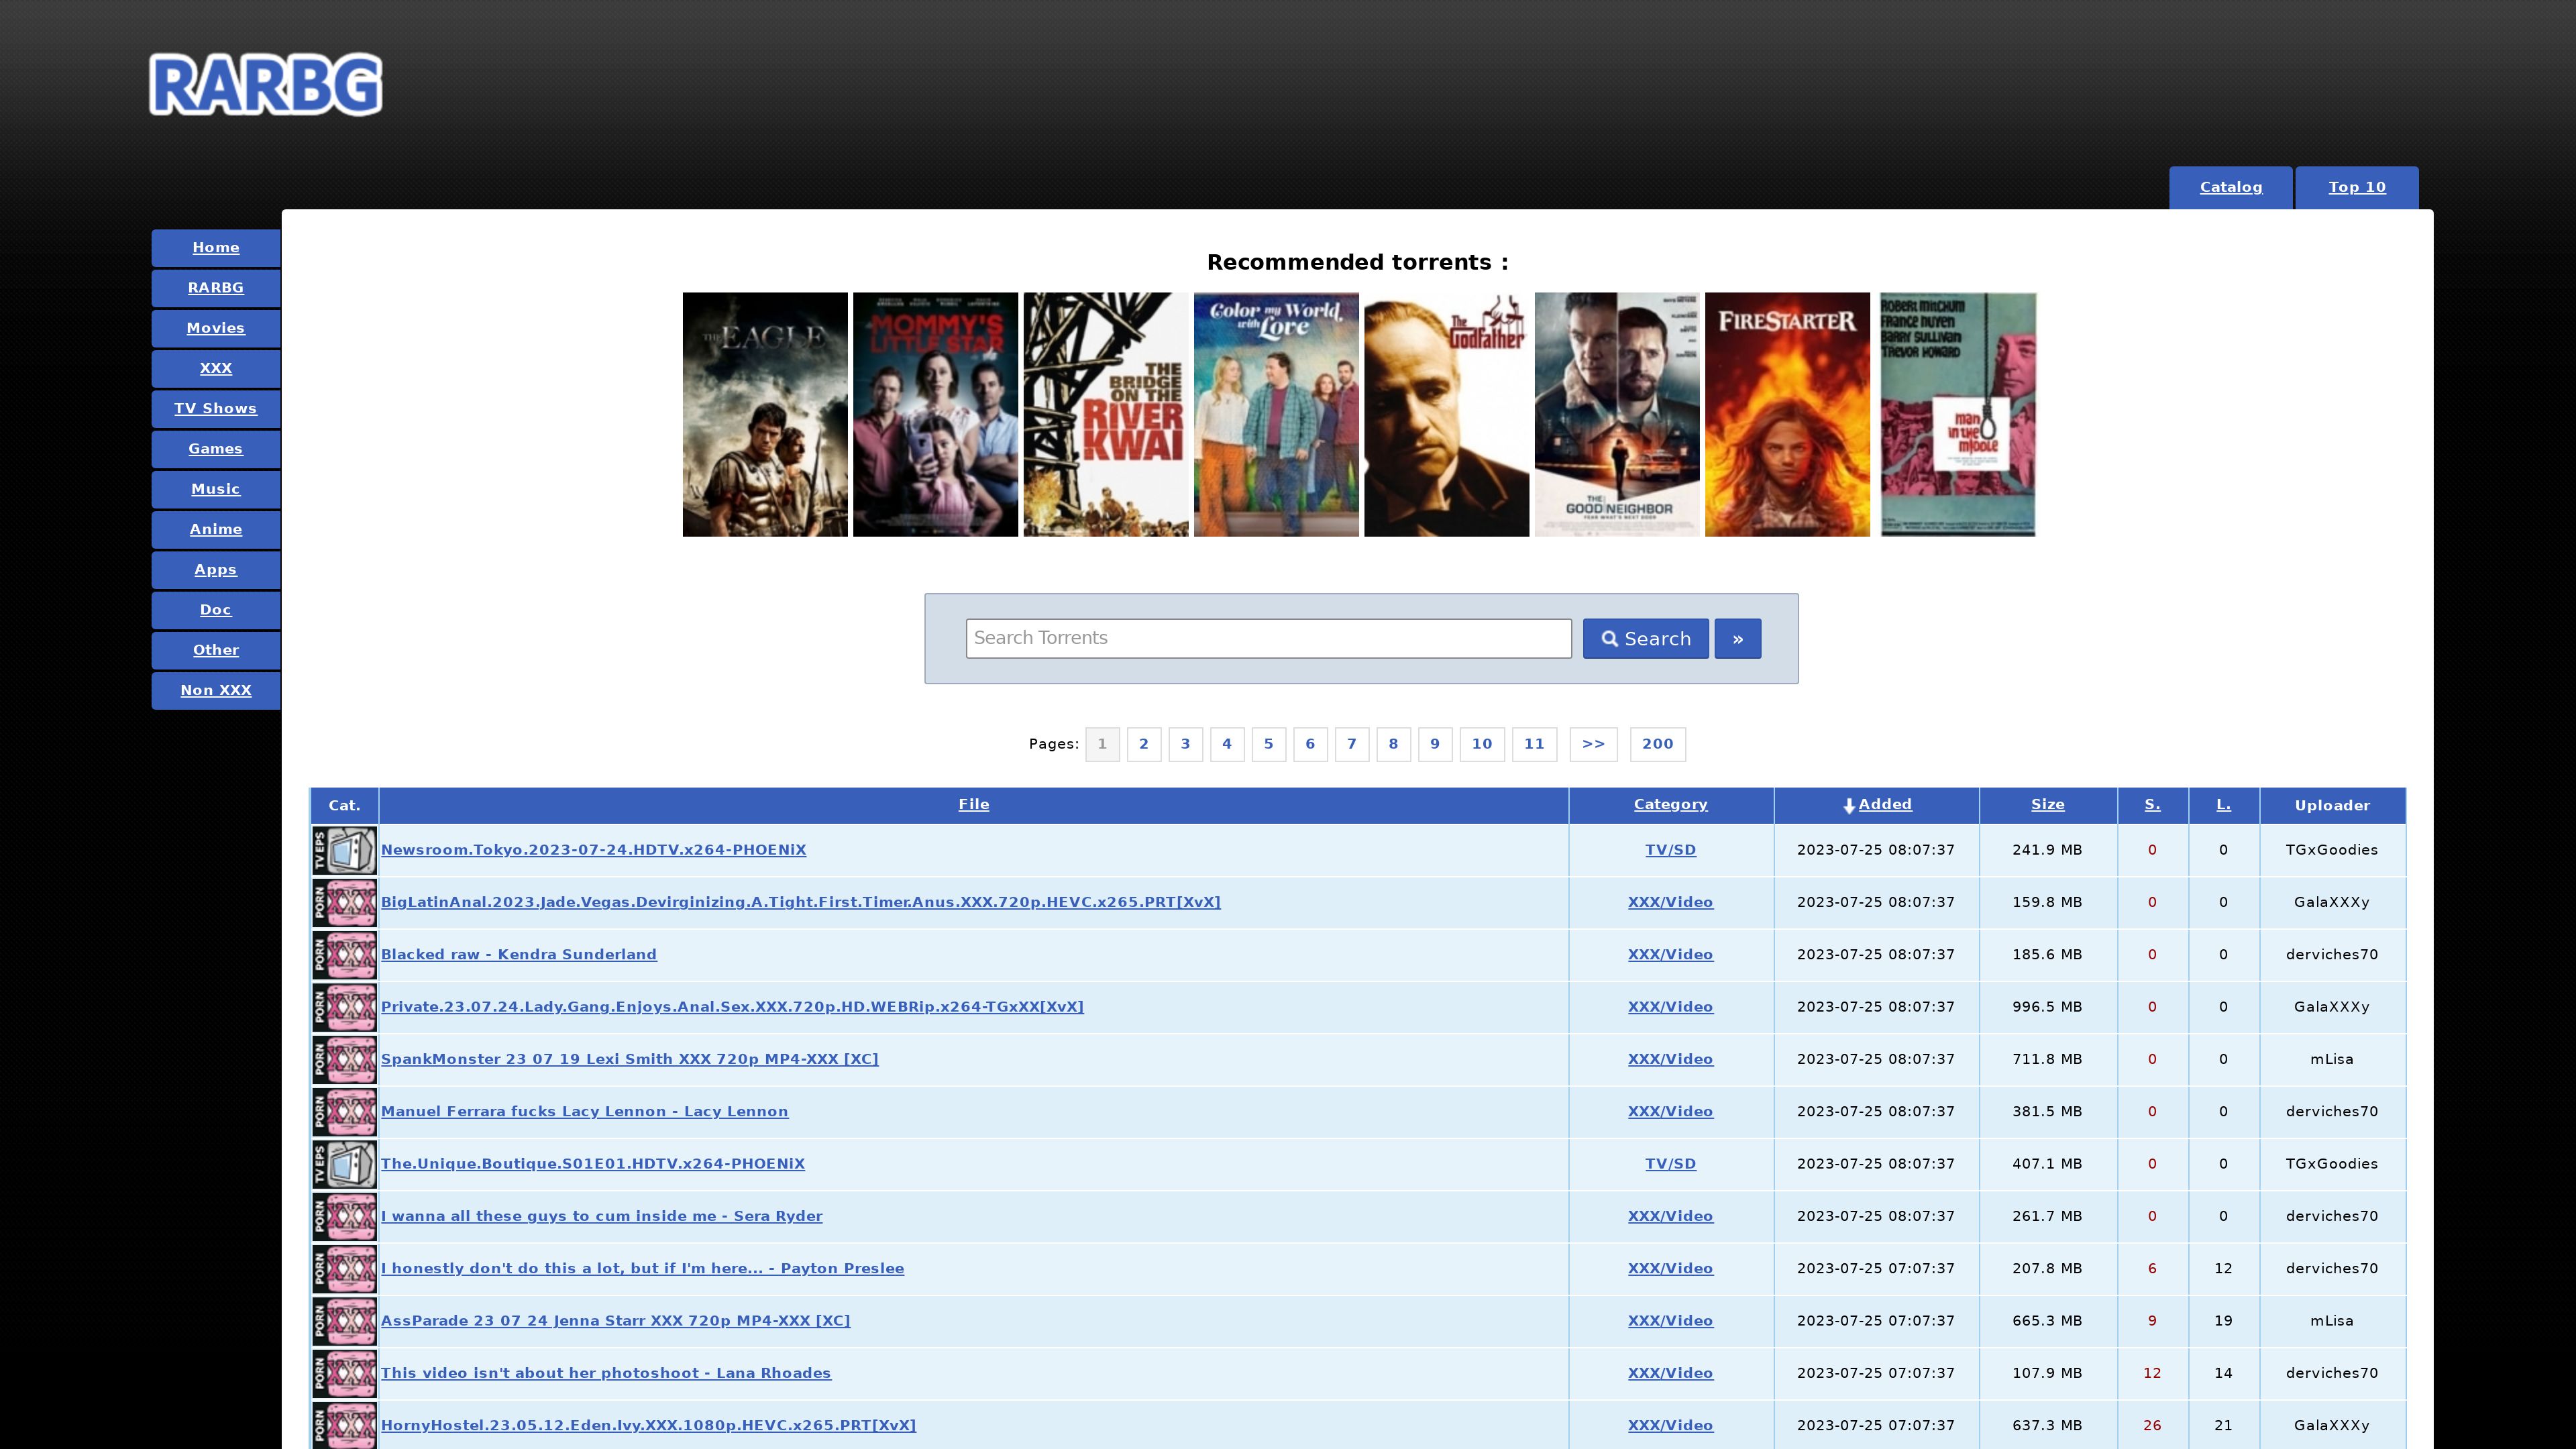 RARBG
Catalog
Top 10
Home
RARBG
Movies
XXX
TV Shows
Games
Music
Anime
Apps
Doc
Other
Non XXX
Recommended torrents :
THE EAGLE
MOMMY'S
LITTLE STAR
THE
BRIDGE
ON THE
RIVER
KWAI
Color my World
with Love
The
Godfather
THE
GOOD NEIGHBOR
FIRESTARTER
ROBERT MITCHUM
FRANCE NUYEN
BARRY SULLIVAN
TREVOR HOWARD
man
in the
middle
Search Torrents
Search
»
Pages: 1 2 3 4 5 6 7 8 9 10 11 >> 200
Cat. File Category Added Size S. L. Uploader
TV EPS Newsroom.Tokyo.2023-07-24.HDTV.x264-PHOENiX TV/SD 2023-07-25 08:07:37 241.9 MB 0 0 TGxGoodies
PORN XXX BigLatinAnal.2023.Jade.Vegas.Devirginizing.A.Tight.First.Timer.Anus.XXX.720p.HEVC.x265.PRT[XvX] XXX/Video 2023-07-25 08:07:37 159.8 MB 0 0 GalaXXXy
PORN XXX Blacked raw - Kendra Sunderland XXX/Video 2023-07-25 08:07:37 185.6 MB 0 0 derviches70
PORN XXX Private.23.07.24.Lady.Gang.Enjoys.Anal.Sex.XXX.720p.HD.WEBRip.x264-TGxXX[XvX] XXX/Video 2023-07-25 08:07:37 996.5 MB 0 0 GalaXXXy
PORN XXX SpankMonster 23 07 19 Lexi Smith XXX 720p MP4-XXX [XC] XXX/Video 2023-07-25 08:07:37 711.8 MB 0 0 mLisa
PORN XXX Manuel Ferrara fucks Lacy Lennon - Lacy Lennon XXX/Video 2023-07-25 08:07:37 381.5 MB 0 0 derviches70
TV EPS The.Unique.Boutique.S01E01.HDTV.x264-PHOENiX TV/SD 2023-07-25 08:07:37 407.1 MB 0 0 TGxGoodies
PORN XXX I wanna all these guys to cum inside me - Sera Ryder XXX/Video 2023-07-25 08:07:37 261.7 MB 0 0 derviches70
PORN XXX I honestly don't do this a lot, but if I'm here... - Payton Preslee XXX/Video 2023-07-25 07:07:37 207.8 MB 6 12 derviches70
PORN XXX AssParade 23 07 24 Jenna Starr XXX 720p MP4-XXX [XC] XXX/Video 2023-07-25 07:07:37 665.3 MB 9 19 mLisa
PORN XXX This video isn't about her photoshoot - Lana Rhoades XXX/Video 2023-07-25 07:07:37 107.9 MB 12 14 derviches70
PORN XXX HornyHostel.23.05.12.Eden.Ivy.XXX.1080p.HEVC.x265.PRT[XvX] XXX/Video 2023-07-25 07:07:37 637.3 MB 26 21 GalaXXXy